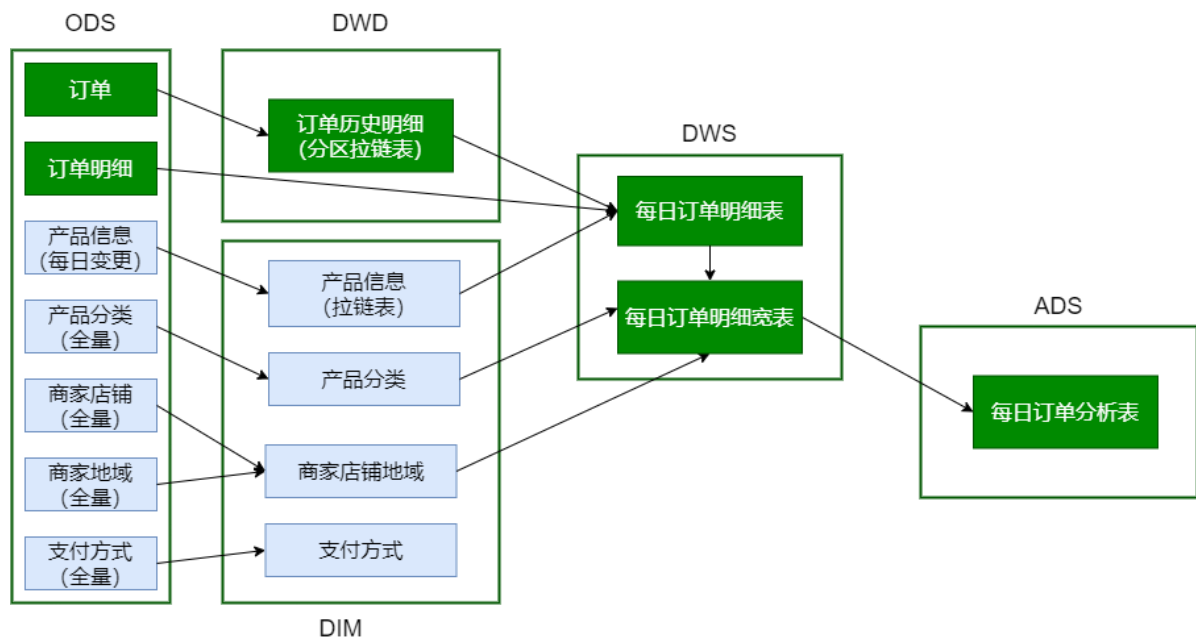 ODS
订单
订单明细
产品信息
(每日变更)
产品分类
(全量)
商家店铺
(全量)
商家地域
(全量)
支付方式
(全量)
DWD
订单历史明细
(分区拉链表)
产品信息
(拉链表)
产品分类
商家店铺地域
支付方式
DIM
DWS
每日订单明细表
每日订单明细宽表
ADS
每日订单分析表